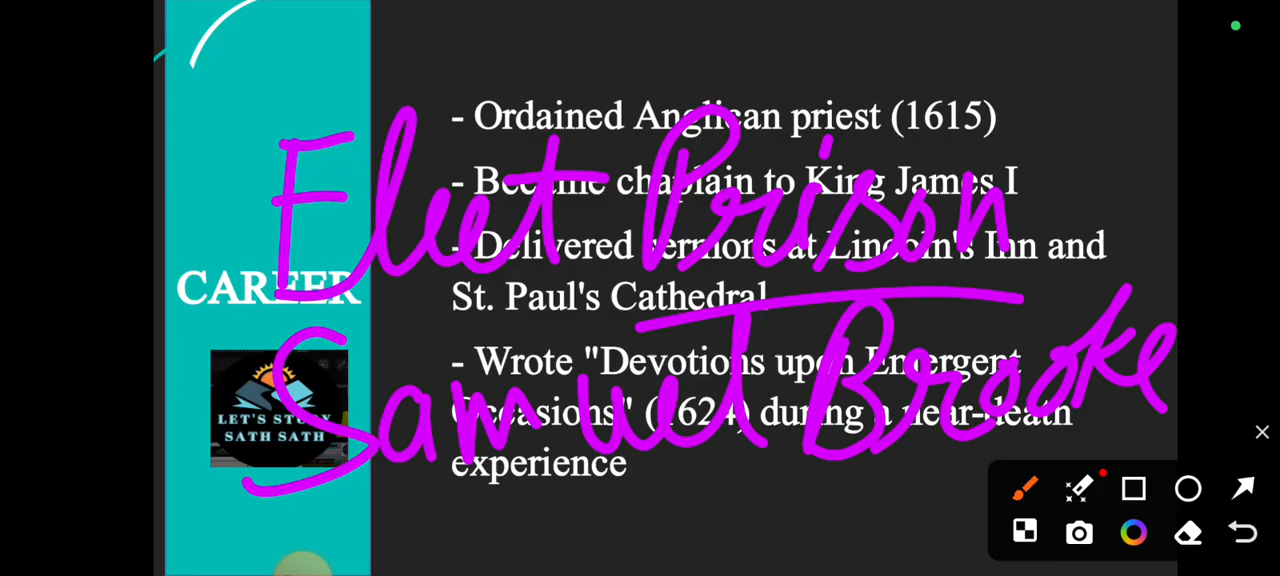 - Ordained Anglican priest (1615)
- Became chaplain to King James I
- Delivered sermons at Lincoln's Inn and
St. Paul's Cathedral
- Wrote "Devotions upon Emergent
Occasions" (1624) during a near-death
experience
CAREER
LET'S STUDY
SATH SATH
Fleet Prison
Samuel Brooke